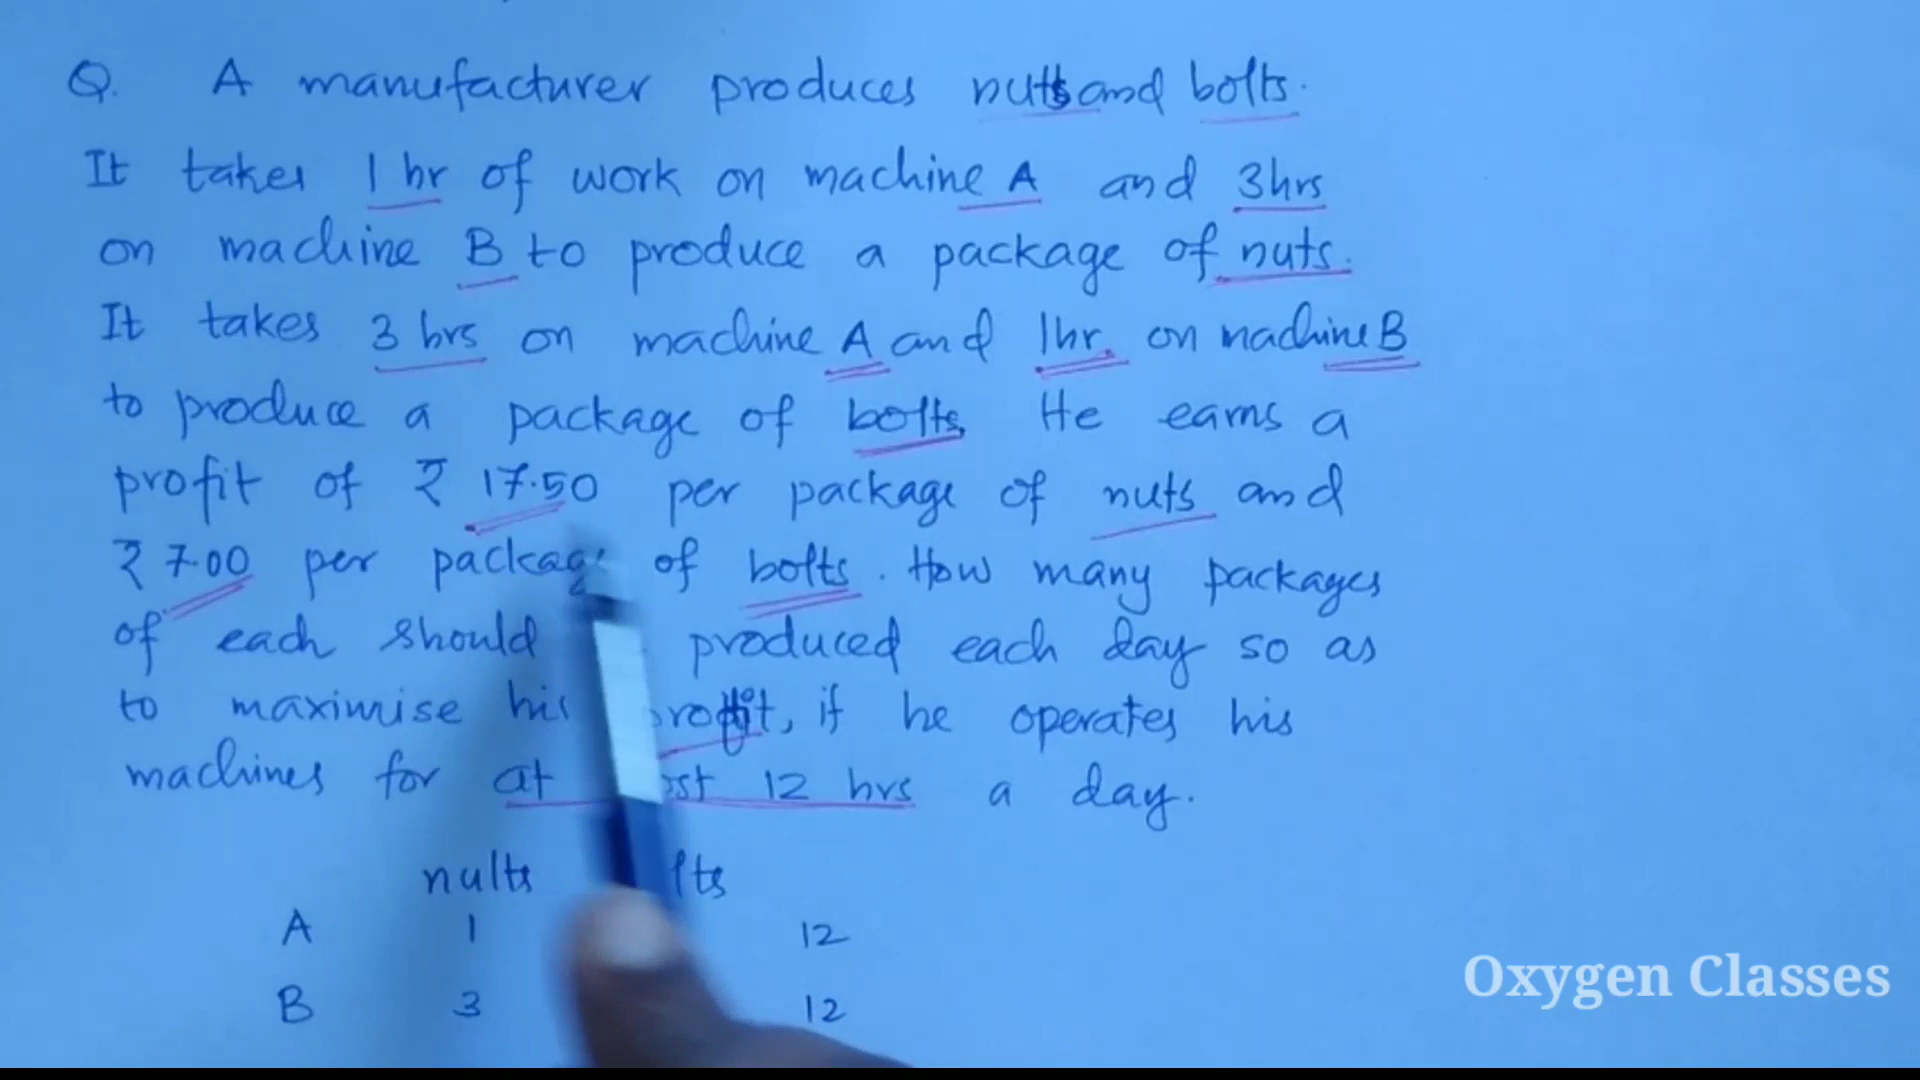 Q. A manufacturer produces nuts and bolts.
It takes 1 hr of work on machine A and 3hrs
on machine B to produce a package of nuts.
It takes 3 hrs on machine A and 1hr. on machine B
to produce a package of bolts. He earns a
profit of ₹ 17.50 per package of nuts and
₹ 7.00 per package of bolts. How many packages
of each should produced each day so as
to maximise his profit, if he operates his
machines for at 12 hrs a day.
nults lts
A 1 12
B 3 12
Oxygen Classes